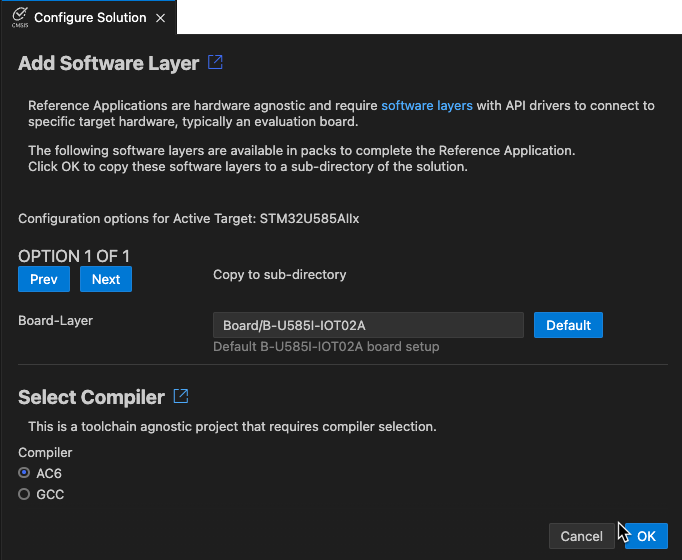 CMSIS
Configure Solution
Add Software Layer
Reference Applications are hardware agnostic and require software layers with API drivers to connect to
specific target hardware, typically an evaluation board.
The following software layers are available in packs to complete the Reference Application.
Click OK to copy these software layers to a sub-directory of the solution.
Configuration options for Active Target: STM32U585AIIx
OPTION 1 OF 1
Prev Next Copy to sub-directory
Board-Layer Board/B-U585I-IOT02A Default
Default B-U585I-IOT02A board setup
Select Compiler
This is a toolchain agnostic project that requires compiler selection.
Compiler
AC6
GCC
Cancel OK